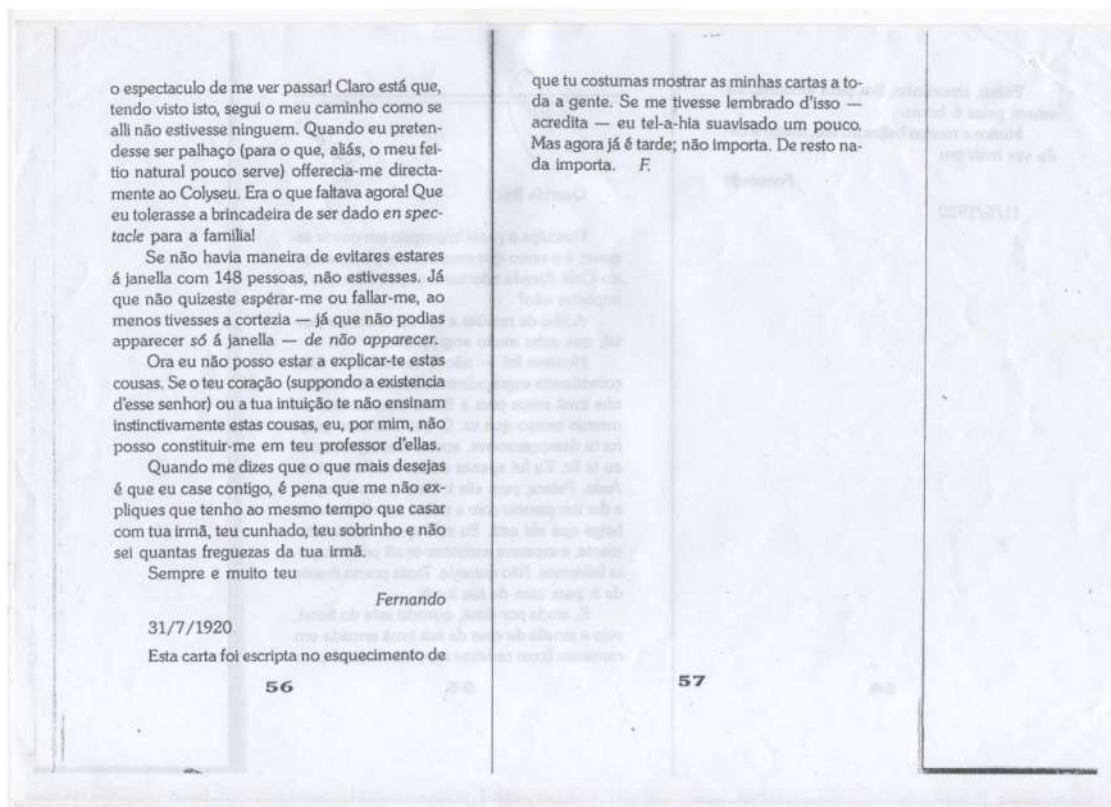 o espectaculo de me ver passar! Claro está que,
tendo visto isto, segui o meu caminho como se
alli não estivesse ninguem. Quando eu preten-
desse ser palhaço (para o que, aliás, o meu fei-
tio natural pouco serve) offerecia-me directa-
mente ao Colyseu. Era o que faltava agora! Que
eu tolerasse a brincadeira de ser dado en spec-
tacle para a familia!
Se não havia maneira de evitares estares
á janella com 148 pessoas, não estivesses. Já
que não quizeste espérar-me ou fallar-me, ao
menos tivesses a cortezia — já que não podias
apparecer só á janella — de não apparecer.
Ora eu não posso estar a explicar-te estas
cousas. Se o teu coração (suppondo a existencia
d'esse senhor) ou a tua intuição te não ensinam
instinctivamente estas cousas, eu, por mim, não
posso constituir-me em teu professor d'ellas.
Quando me dizes que o que mais desejas
é que eu case contigo, é pena que me não ex-
pliques que tenho ao mesmo tempo que casar
com tua irmã, teu cunhado, teu sobrinho e não
sei quantas freguezas da tua irmã.
Sempre e muito teu
Fernando
31/7/1920
Esta carta foi escripta no esquecimento de
56
que tu costumas mostrar as minhas cartas a to-
da a gente. Se me tivesse lembrado d'isso —
acredita — eu tel-a-hia suavisado um pouco.
Mas agora já é tarde; não importa. De resto na-
da importa. F.
57